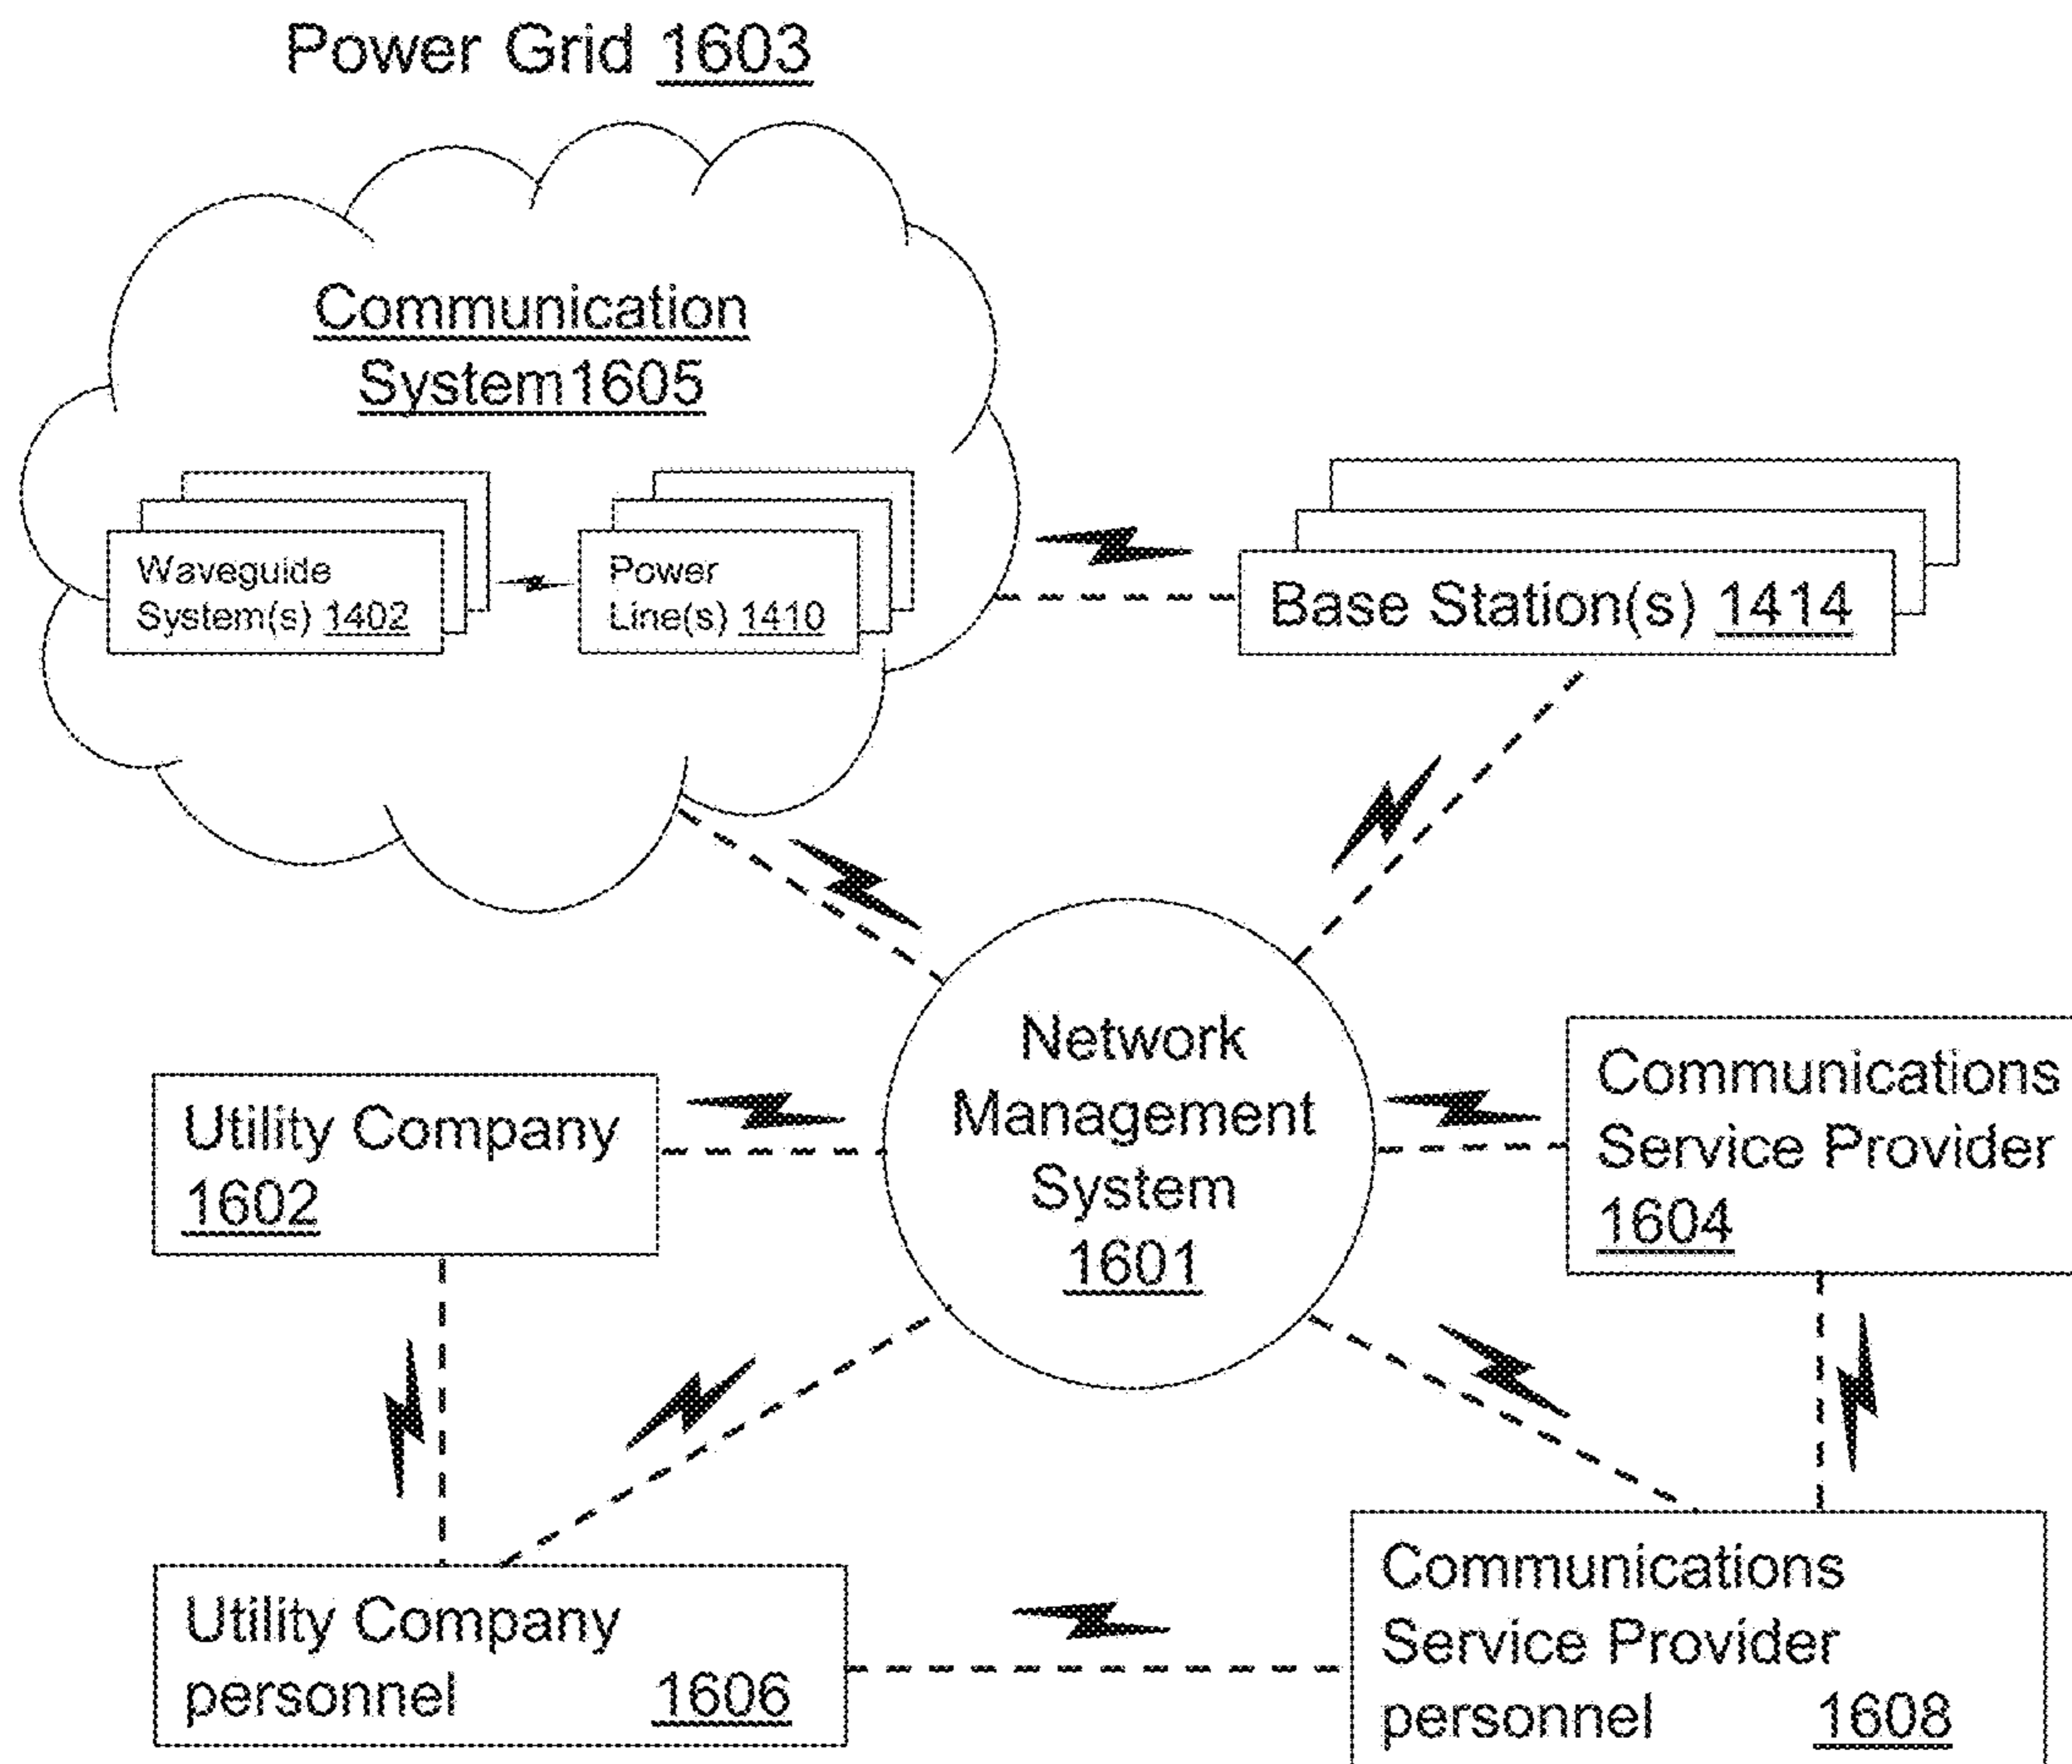 Power Grid 1603
Communication
System1605
Waveguide
System(s) 1402
Power
Line(s) 1410
Base Station(s) 1414
Network
Management
System
1601
Utility Company
1602
Communications
Service Provider
1604
Utility Company
personnel 1606
Communications
Service Provider
personnel 1608